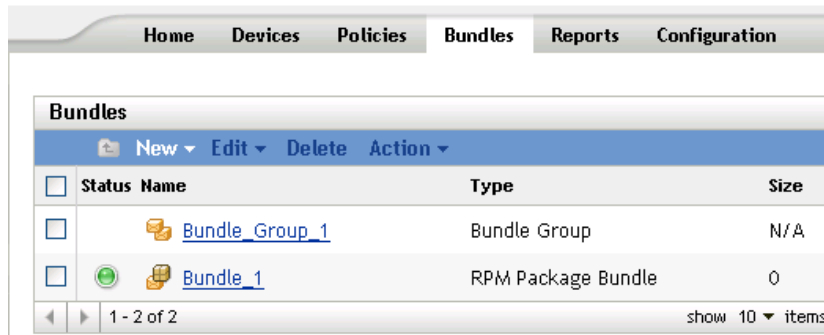 Home Devices Policies Bundles Reports Configuration
Bundles
New Edit Delete Action
Status Name Type Size
Bundle_Group_1 Bundle Group N/A
Bundle_1 RPM Package Bundle 0
1 - 2 of 2 show 10 items